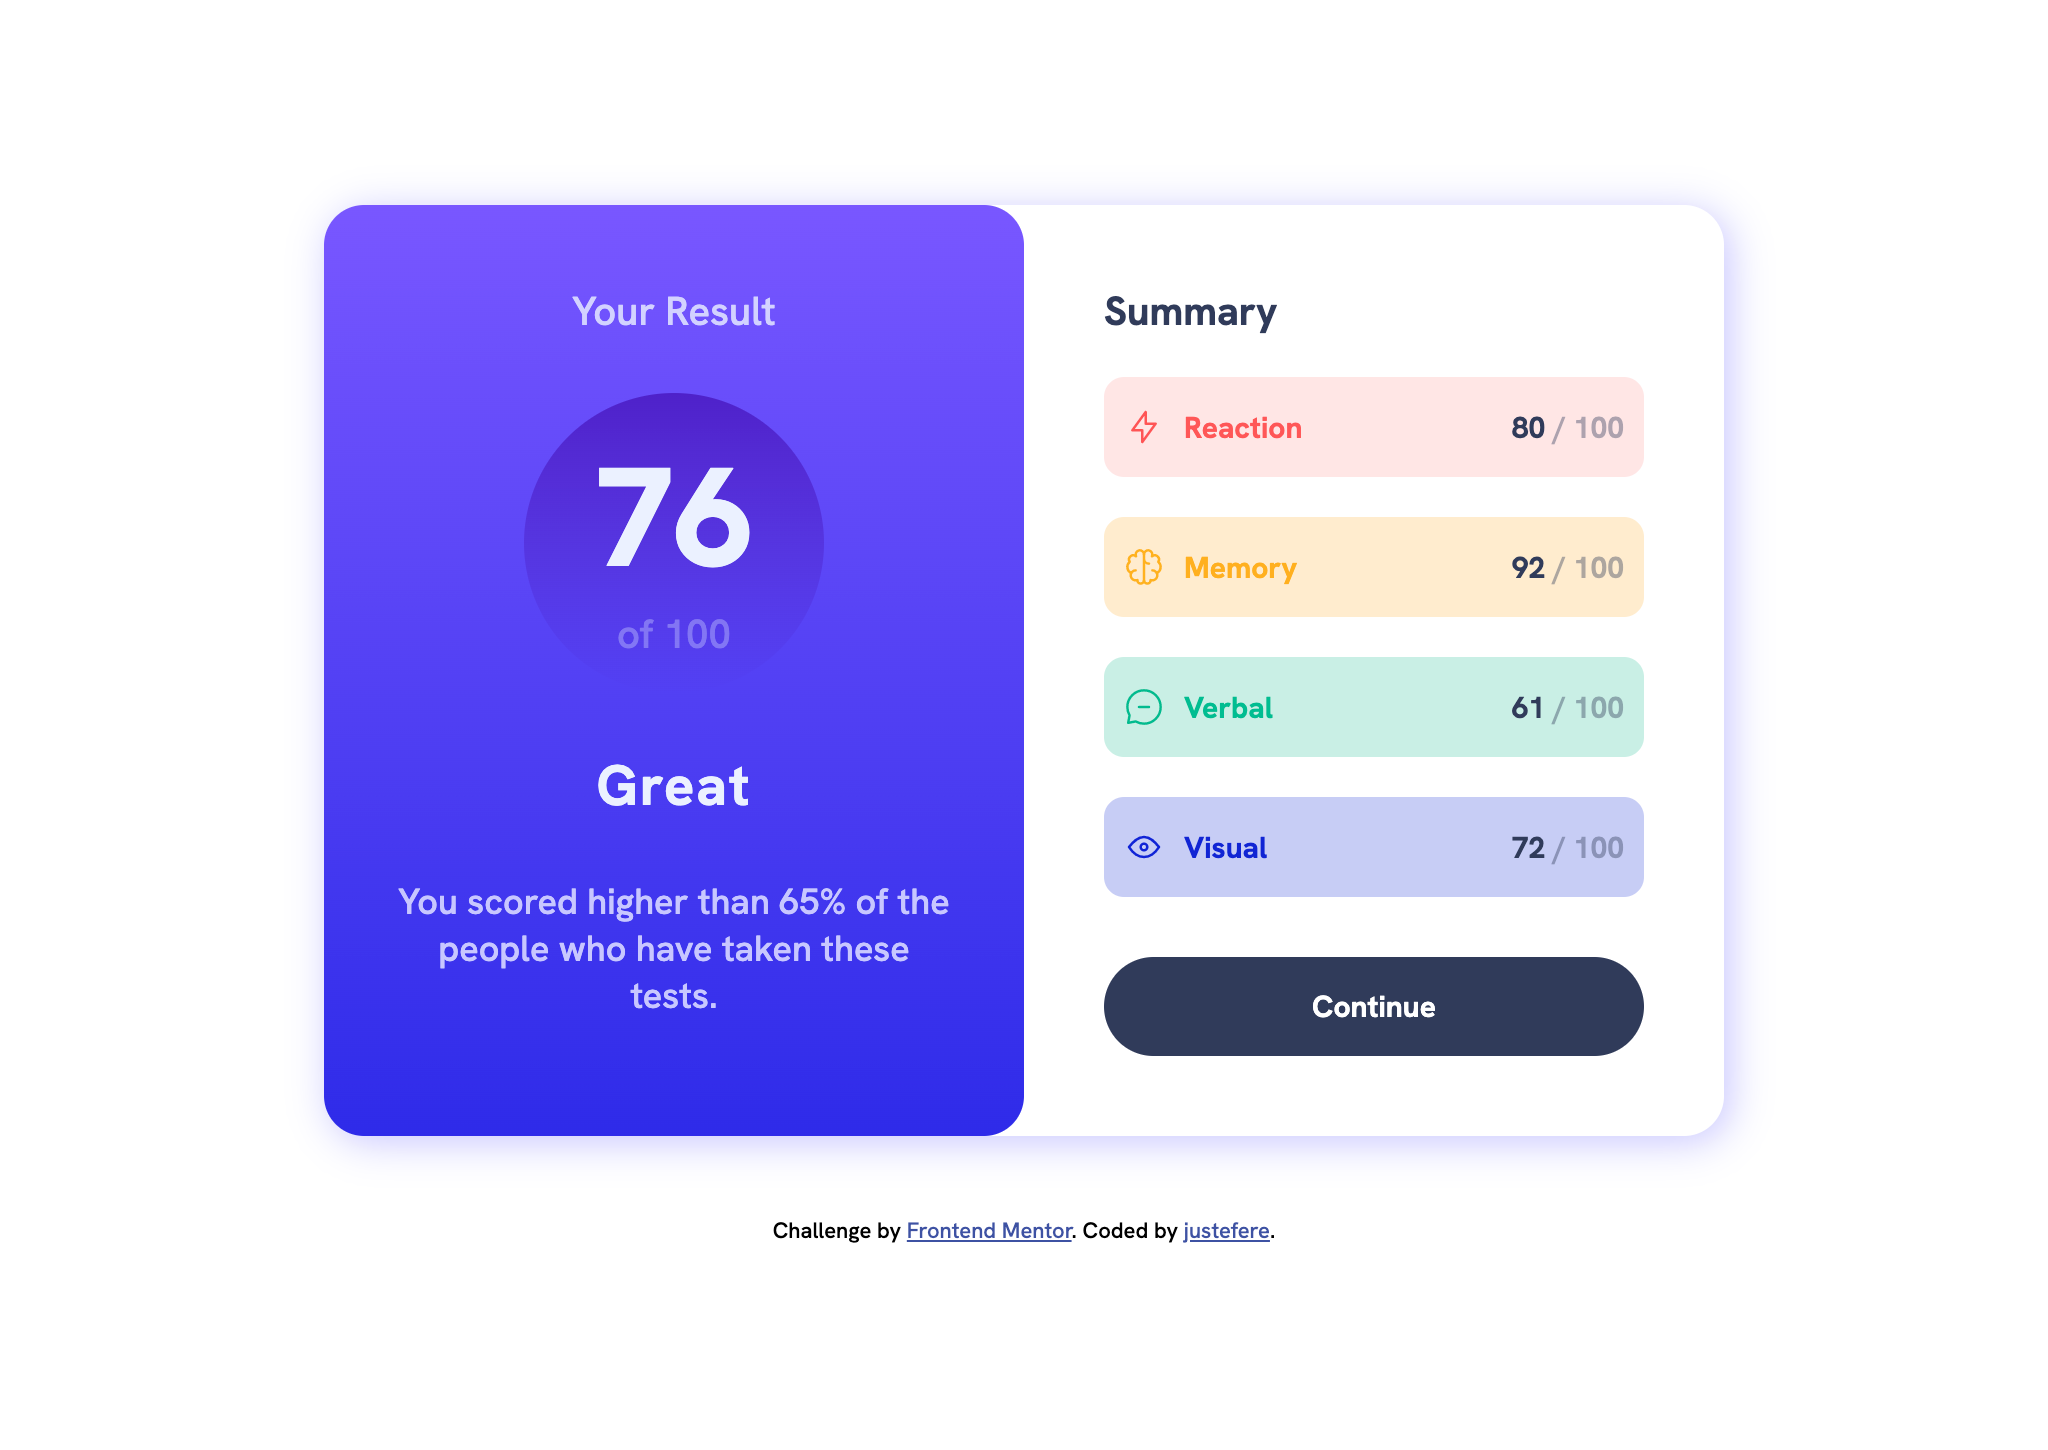 Your Result
76
of 100
Great
You scored higher than 65% of the
people who have taken these
tests.
Summary
Reaction 80 / 100
Memory 92 / 100
Verbal 61 / 100
Visual 72 / 100
Continue
Challenge by Frontend Mentor. Coded by justefere.